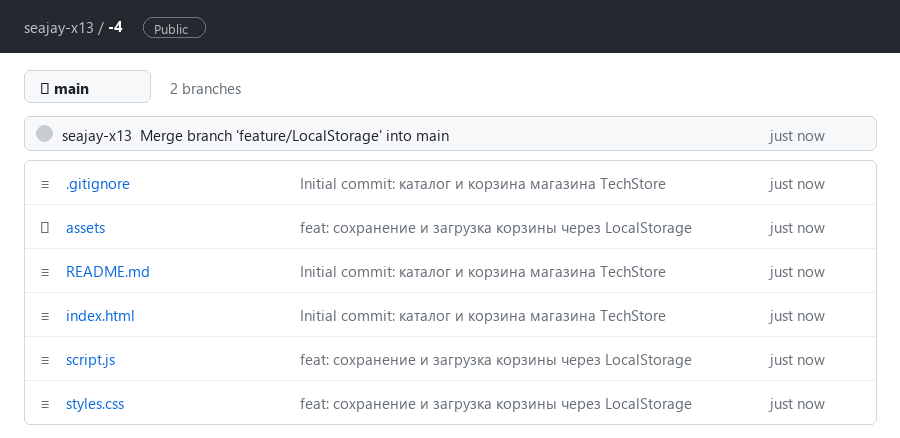 seajay-x13 / -4 Public
main 2 branches
seajay-x13 Merge branch 'feature/LocalStorage' into main just now
.gitignore Initial commit: каталог и корзина магазина TechStore just now
assets feat: сохранение и загрузка корзины через LocalStorage just now
README.md Initial commit: каталог и корзина магазина TechStore just now
index.html Initial commit: каталог и корзина магазина TechStore just now
script.js feat: сохранение и загрузка корзины через LocalStorage just now
styles.css feat: сохранение и загрузка корзины через LocalStorage just now